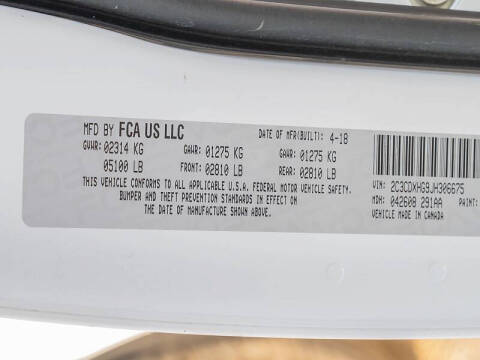 MFD BY FCA US LLC DATE OF MFR(BUILT): 4-18
GVWR: 02314 KG GAWR: 01275 KG GAWR: 01275 KG
05100 LB FRONT: 02810 LB REAR: 02810 LB
THIS VEHICLE CONFORMS TO ALL APPLICABLE U.S.A. FEDERAL MOTOR VEHICLE SAFETY,
BUMPER AND THEFT PREVENTION STANDARDS IN EFFECT ON
THE DATE OF MANUFACTURE SHOWN ABOVE.
VIN: 2C3CDXHG9JH306675
MDH: 042608 291AA PAINT:
VEHICLE MADE IN CANADA